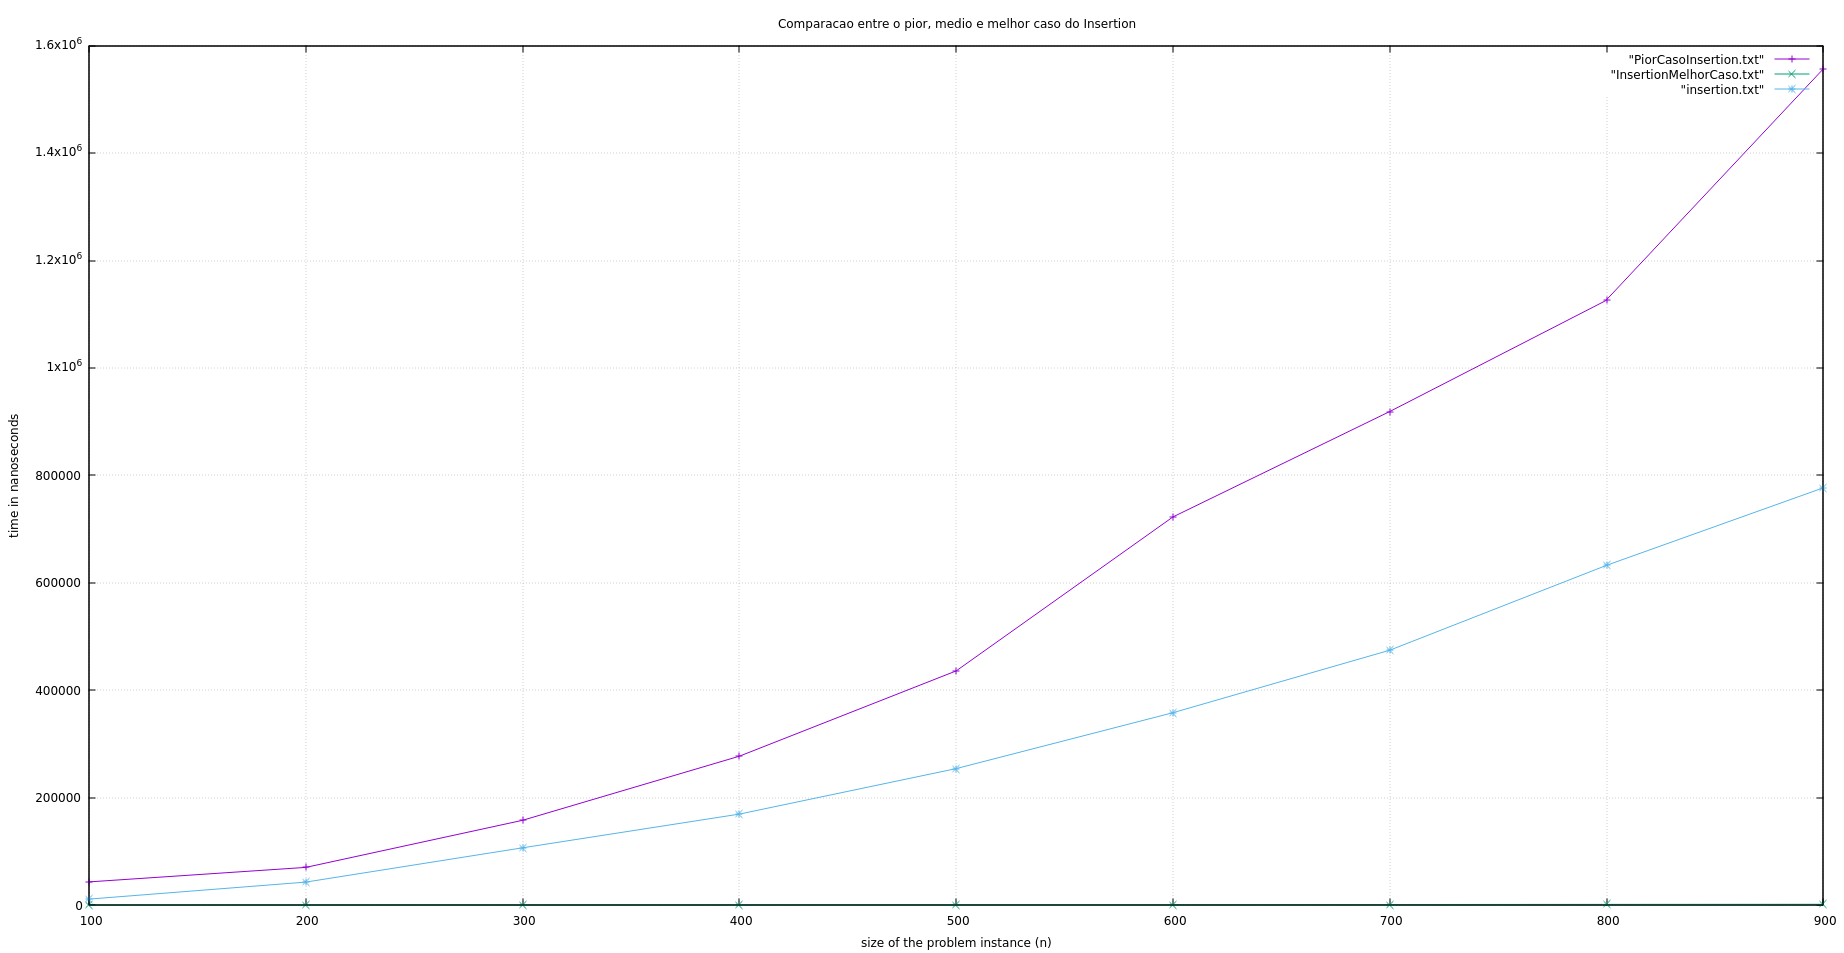 Comparacao entre o pior, medio e melhor caso do Insertion
"PiorCasoInsertion.txt"
"InsertionMelhorCaso.txt"
"insertion.txt"
1.6x10⁶
1.4x10⁶
1.2x10⁶
1x10⁶
800000
600000
400000
200000
0
time in nanoseconds
100 200 300 400 500 600 700 800 900
size of the problem instance (n)